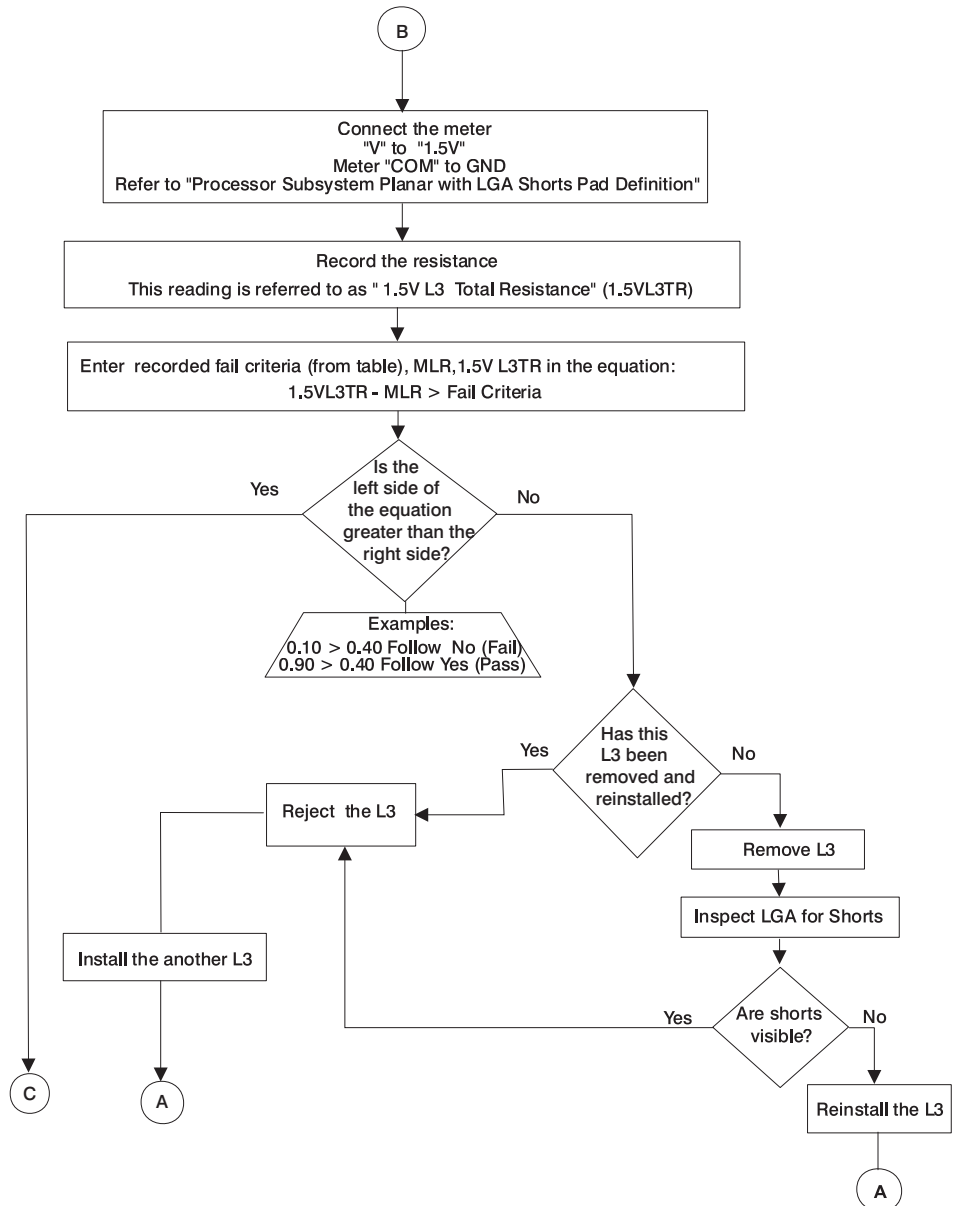 B
Connect the meter
"V" to "1.5V"
Meter "COM" to GND
Refer to "Processor Subsystem Planar with LGA Shorts Pad Definition"
Record the resistance
This reading is referred to as " 1.5V L3 Total Resistance" (1.5VL3TR)
Enter recorded fail criteria (from table), MLR,1.5V L3TR in the equation:
1.5VL3TR - MLR > Fail Criteria
Is the
left side of
the equation
greater than the
right side?
Yes
No
Examples:
0.10 > 0.40 Follow No (Fail)
0.90 > 0.40 Follow Yes (Pass)
Has this
L3 been
removed and
reinstalled?
Yes
No
Reject the L3
Remove L3
Inspect LGA for Shorts
Install the another L3
Are shorts
visible?
Yes
No
C
A
Reinstall the L3
A